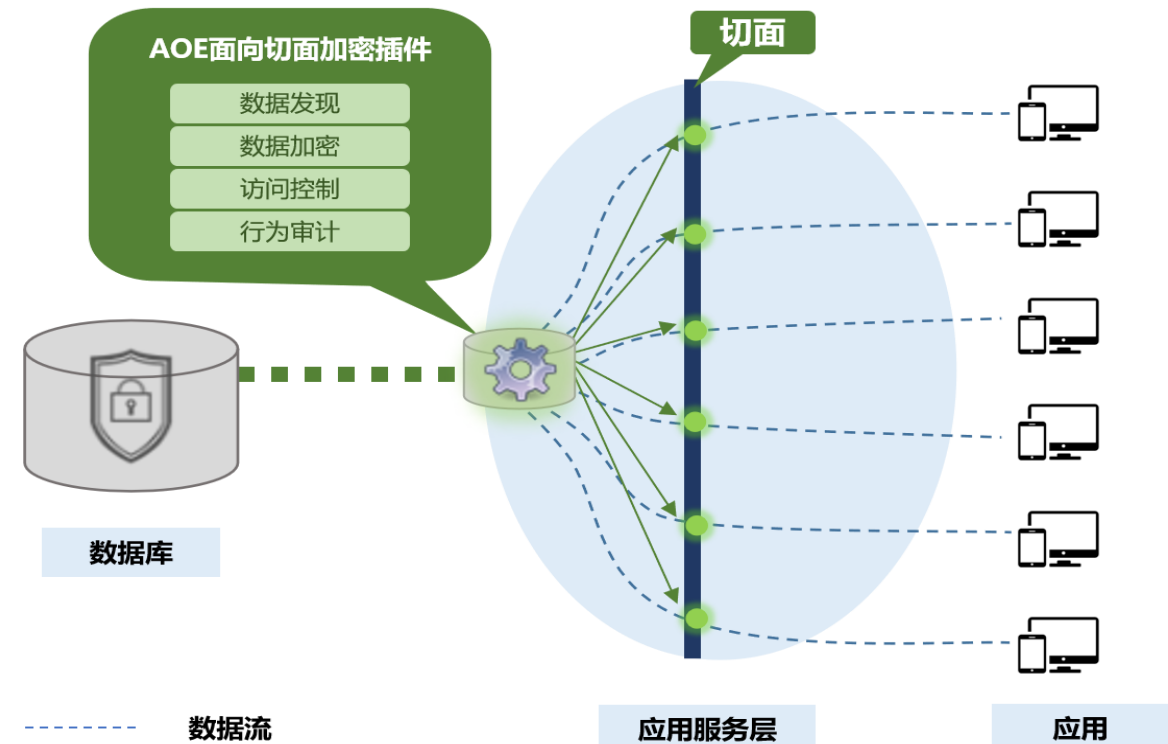 AOE面向切面加密插件
数据发现
数据加密
访问控制
行为审计
切面
数据库
数据流
应用服务层
应用